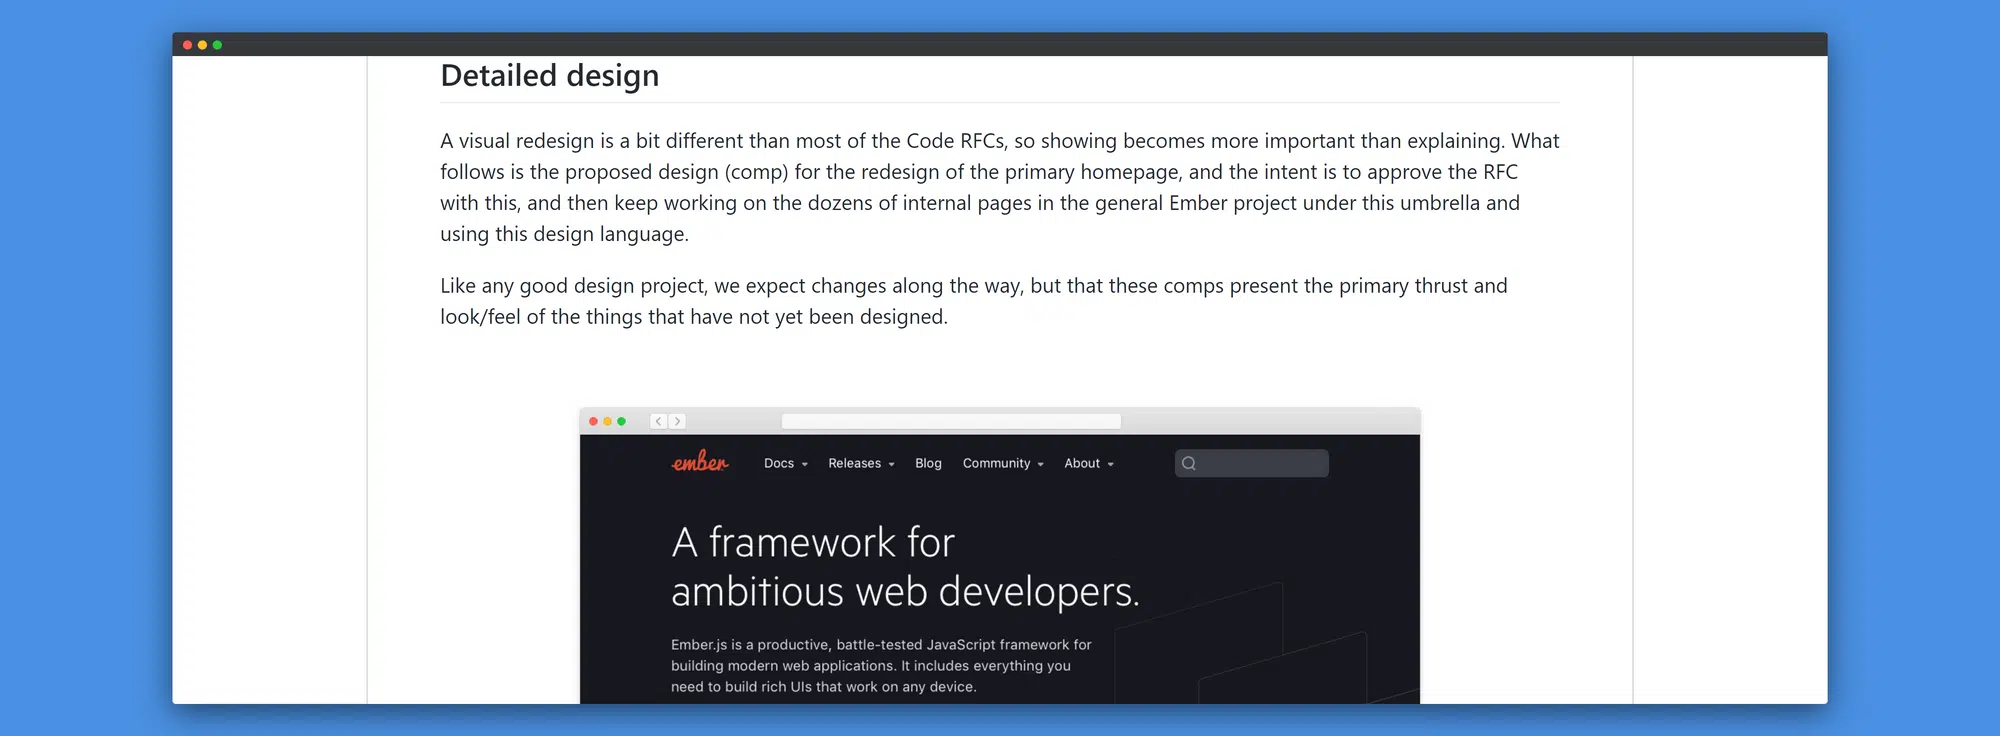 Detailed design
A visual redesign is a bit different than most of the Code RFCs, so showing becomes more important than explaining. What
follows is the proposed design (comp) for the redesign of the primary homepage, and the intent is to approve the RFC
with this, and then keep working on the dozens of internal pages in the general Ember project under this umbrella and
using this design language.
Like any good design project, we expect changes along the way, but that these comps present the primary thrust and
look/feel of the things that have not yet been designed.
ember Docs Releases Blog Community About
A framework for
ambitious web developers.
Ember.js is a productive, battle-tested JavaScript framework for
building modern web applications. It includes everything you
need to build rich UIs that work on any device.